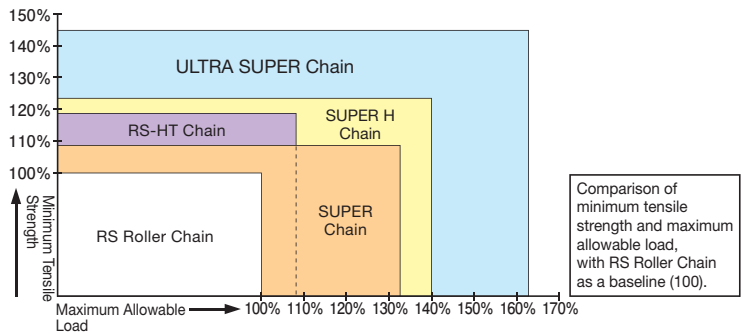 150%
140%
130%
120%
110%
100%
ULTRA SUPER Chain
SUPER H
Chain
RS-HT Chain
SUPER
Chain
RS Roller Chain
Minimum Tensile
Strength
Maximum Allowable
Load
100% 110% 120% 130% 140% 150% 160% 170%
Comparison of
minimum tensile
strength and maximum
allowable load,
with RS Roller Chain
as a baseline (100).